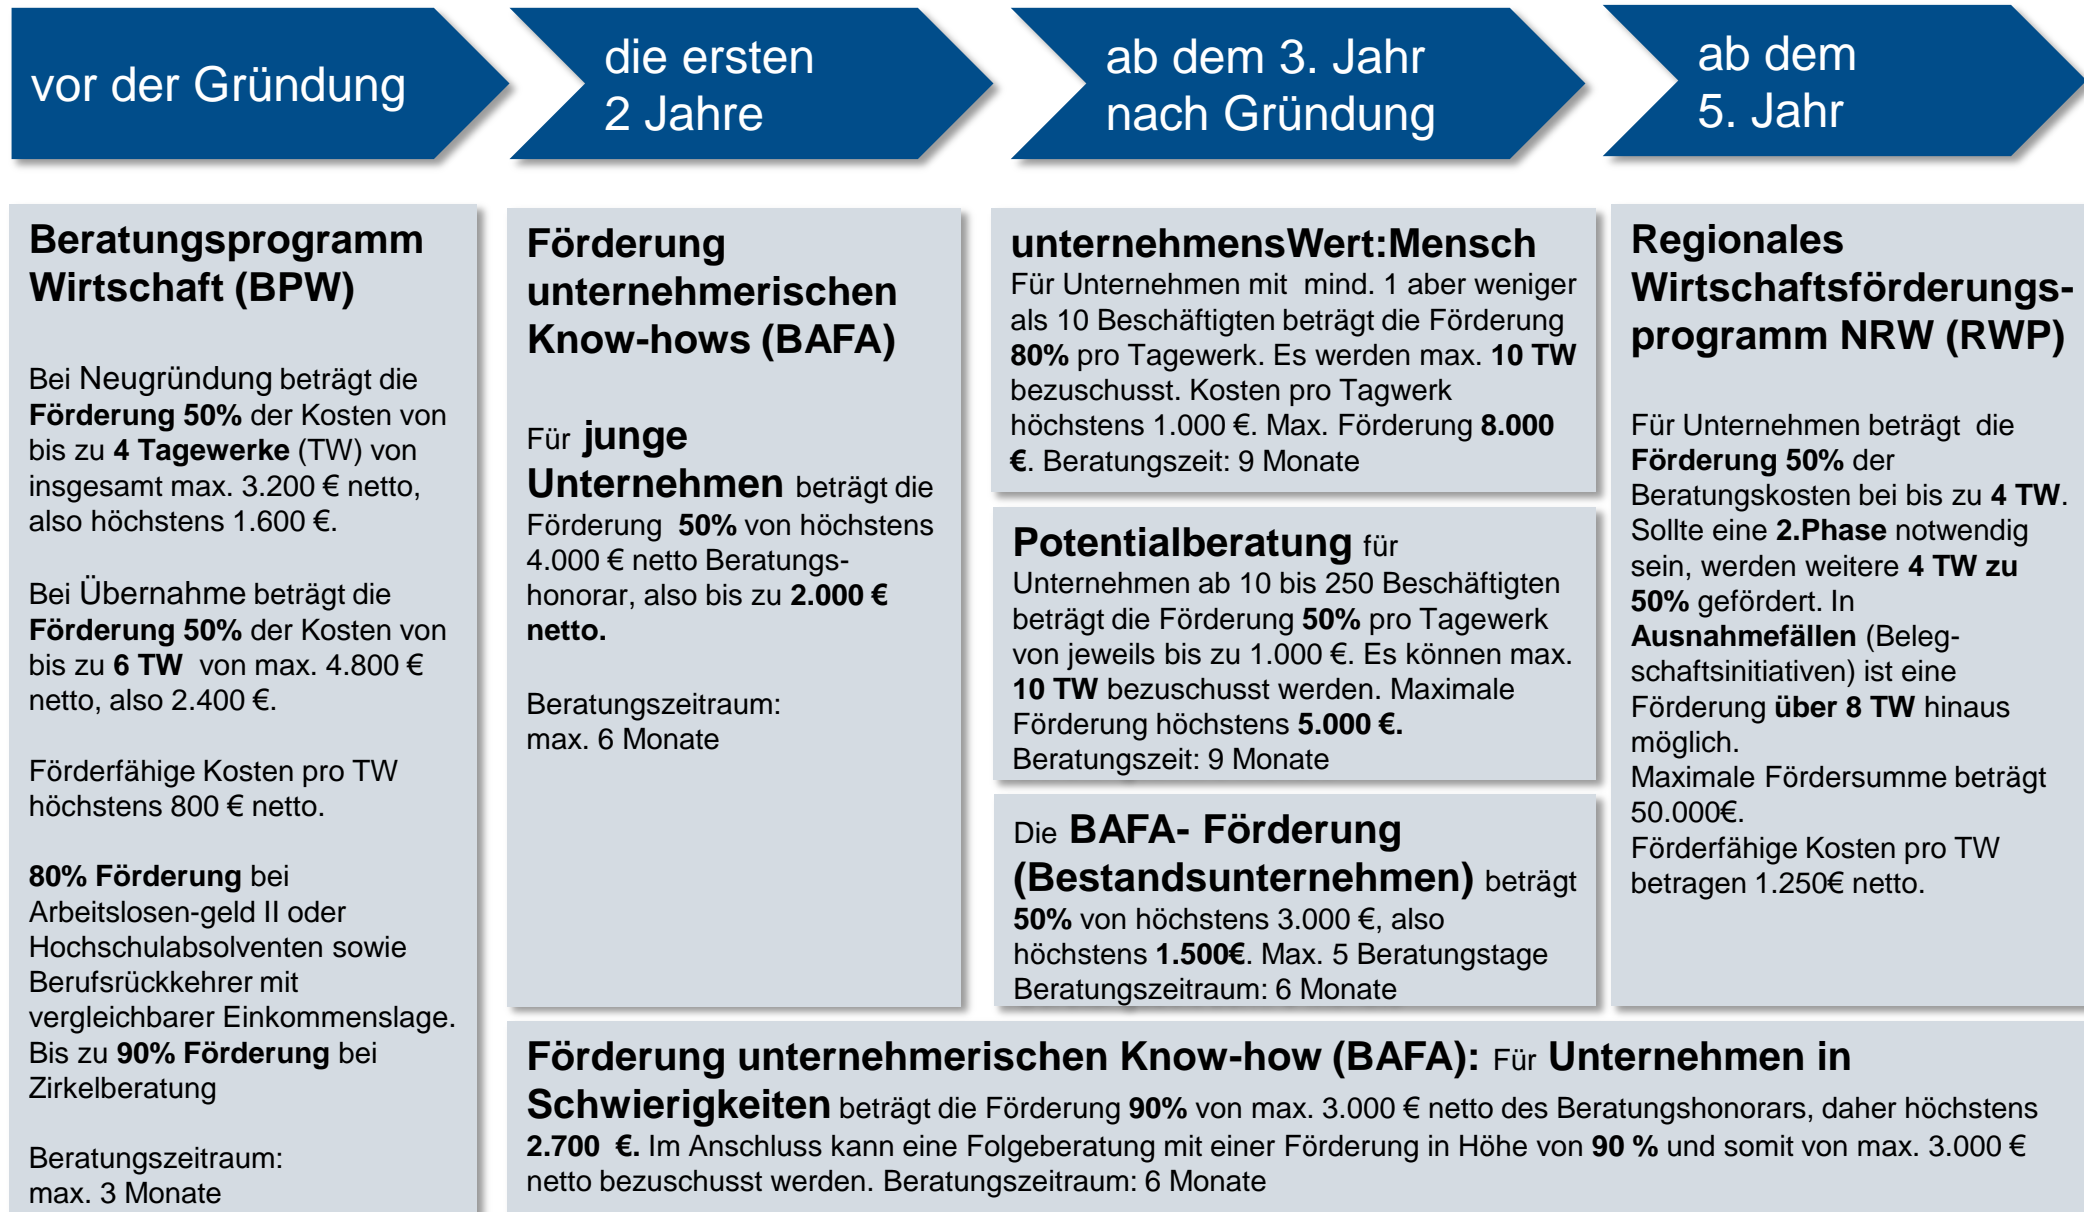 vor der Gründung
die ersten
2 Jahre
ab dem 3. Jahr
nach Gründung
ab dem
5. Jahr
Beratungsprogramm
Wirtschaft (BPW)
Bei Neugründung beträgt die
Förderung 50% der Kosten von
bis zu 4 Tagewerke (TW) von
insgesamt max. 3.200 € netto,
also höchstens 1.600 €.
Bei Übernahme beträgt die
Förderung 50% der Kosten von
bis zu 6 TW von max. 4.800 €
netto, also 2.400 €.
Förderfähige Kosten pro TW
höchstens 800 € netto.
80% Förderung bei
Arbeitslosen-geld II oder
Hochschulabsolventen sowie
Berufsrückkehrer mit
vergleichbarer Einkommenslage.
Bis zu 90% Förderung bei
Zirkelberatung
Beratungszeitraum:
max. 3 Monate
Förderung
unternehmerischen
Know-hows (BAFA)
Für junge
Unternehmen beträgt die
Förderung 50% von höchstens
4.000 € netto Beratungs-
honorar, also bis zu 2.000 €
netto.
Beratungszeitraum:
max. 6 Monate
unternehmensWert:Mensch
Für Unternehmen mit mind. 1 aber weniger
als 10 Beschäftigten beträgt die Förderung
80% pro Tagewerk. Es werden max. 10 TW
bezuschusst. Kosten pro Tagwerk
höchstens 1.000 €. Max. Förderung 8.000
€. Beratungszeit: 9 Monate
Potentialberatung für
Unternehmen ab 10 bis 250 Beschäftigten
beträgt die Förderung 50% pro Tagewerk
von jeweils bis zu 1.000 €. Es können max.
10 TW bezuschusst werden. Maximale
Förderung höchstens 5.000 €.
Beratungszeit: 9 Monate
Die BAFA- Förderung
(Bestandsunternehmen) beträgt
50% von höchstens 3.000 €, also
höchstens 1.500€. Max. 5 Beratungstage
Beratungszeitraum: 6 Monate
Regionales
Wirtschaftsförderungs-
programm NRW (RWP)
Für Unternehmen beträgt die
Förderung 50% der
Beratungskosten bei bis zu 4 TW.
Sollte eine 2.Phase notwendig
sein, werden weitere 4 TW zu
50% gefördert. In
Ausnahmefällen (Beleg-
schaftsinitiativen) ist eine
Förderung über 8 TW hinaus
möglich.
Maximale Fördersumme beträgt
50.000€.
Förderfähige Kosten pro TW
betragen 1.250€ netto.
Förderung unternehmerischen Know-how (BAFA): Für Unternehmen in
Schwierigkeiten beträgt die Förderung 90% von max. 3.000 € netto des Beratungshonorars, daher höchstens
2.700 €. Im Anschluss kann eine Folgeberatung mit einer Förderung in Höhe von 90 % und somit von max. 3.000 €
netto bezuschusst werden. Beratungszeitraum: 6 Monate